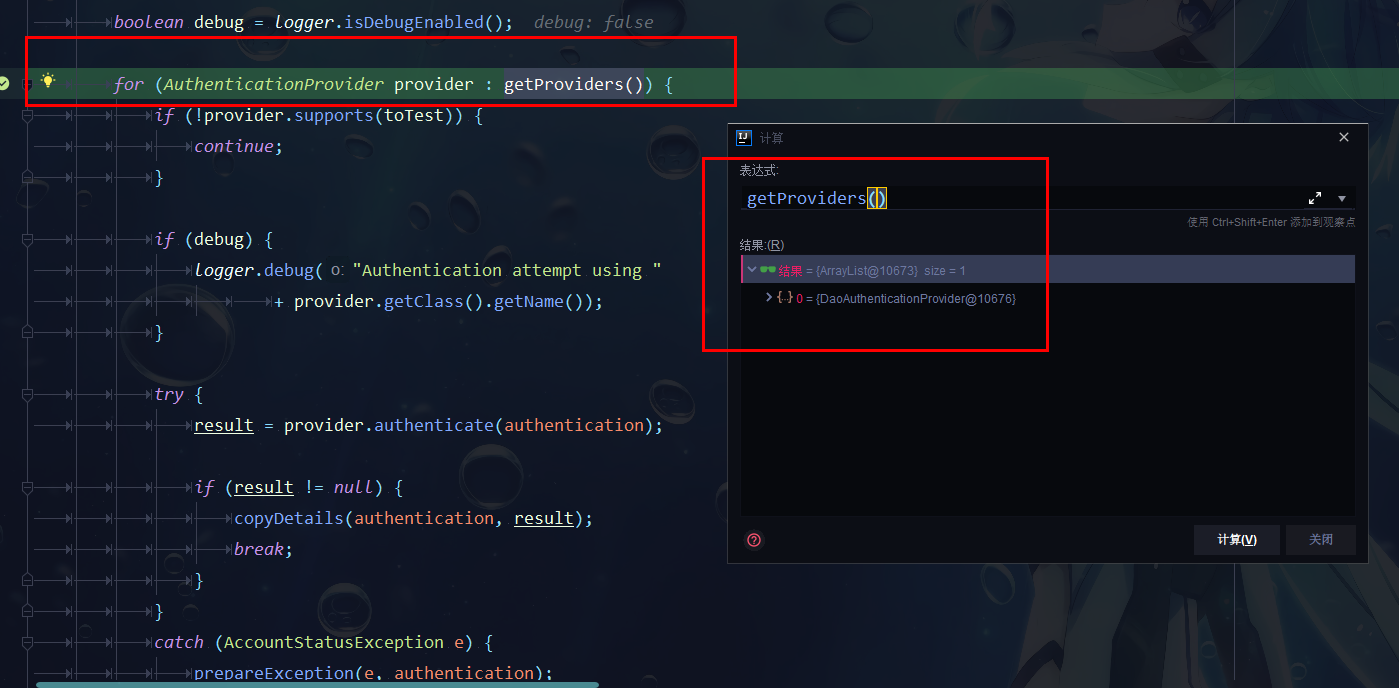 boolean debug = logger.isDebugEnabled();  debug: false
for (AuthenticationProvider provider : getProviders()) {
if (!provider.supports(toTest)) {
continue;
}
if (debug) {
logger.debug( o: "Authentication attempt using "
+ provider.getClass().getName());
}
try {
result = provider.authenticate(authentication);
if (result != null) {
copyDetails(authentication, result);
break;
}
}
catch (AccountStatusException e) {
prepareException(e, authentication);
IJ 计算
表达式:
getProviders()
使用 Ctrl+Shift+Enter 添加到观察点
结果:(R)
结果 = {ArrayList@10673}  size = 1
{..} 0 = {DaoAuthenticationProvider@10676}
?
计算(V)
关闭